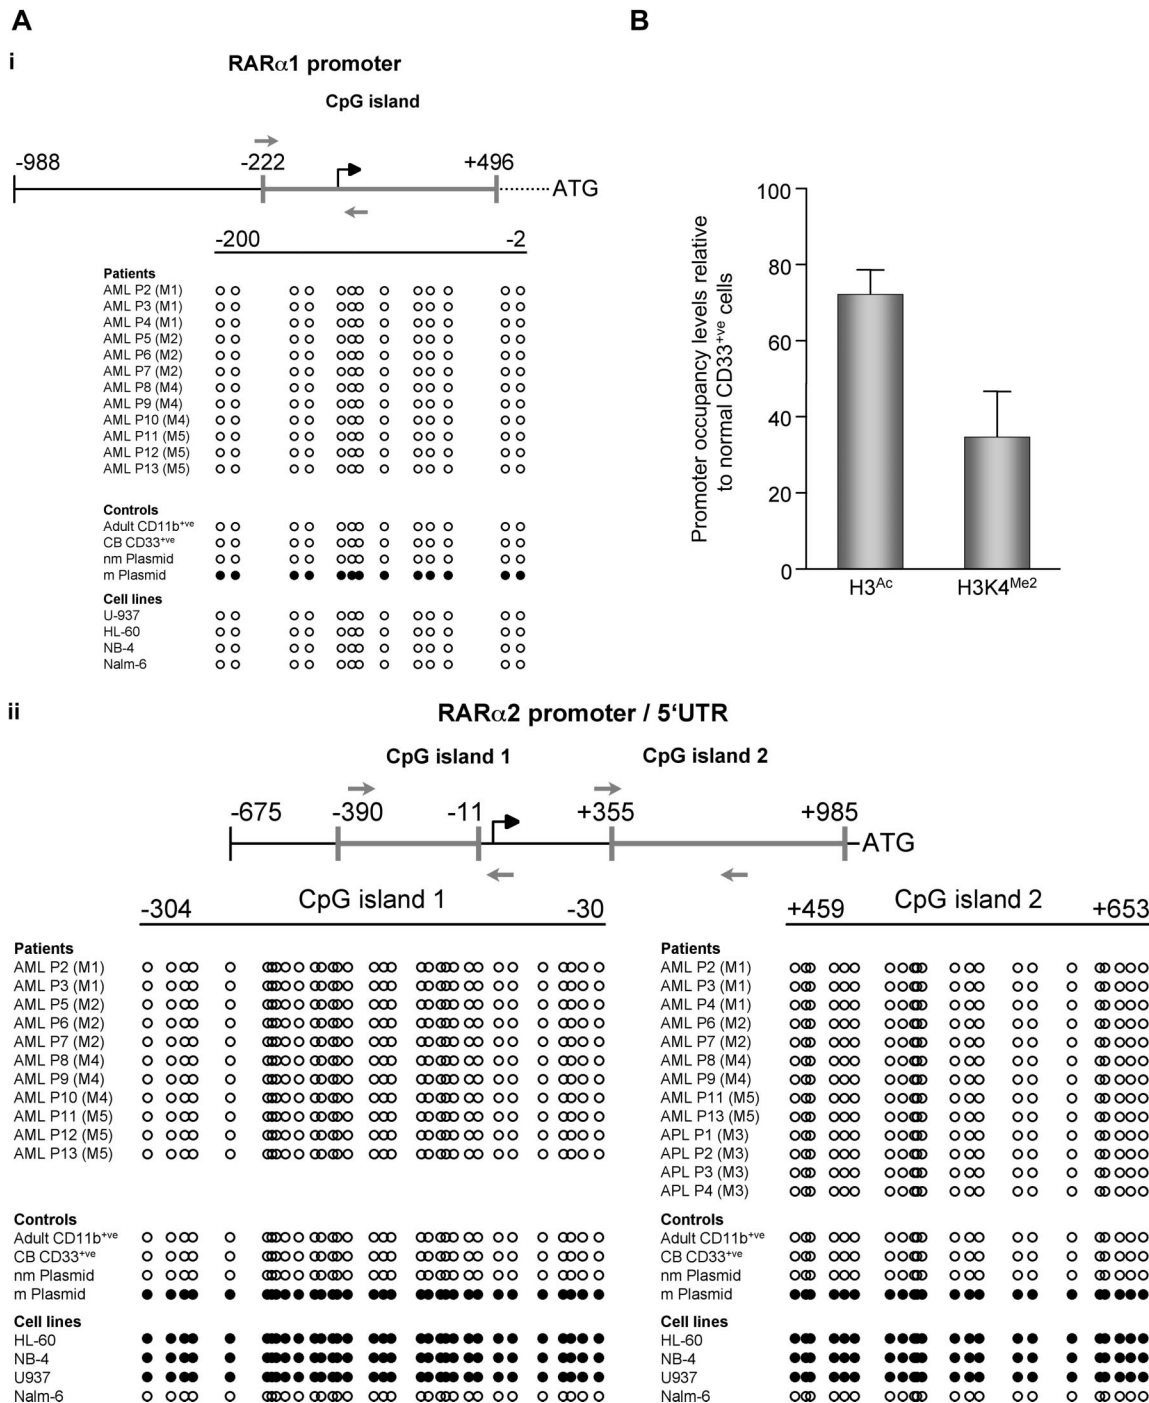 A
B
i
RARα1 promoter
CpG island
-988
-222
+496
ATG
-200
-2
Patients
AML P2 (M1)
AML P3 (M1)
AML P4 (M1)
AML P5 (M2)
AML P6 (M2)
AML P7 (M2)
AML P8 (M4)
AML P9 (M4)
AML P10 (M4)
AML P11 (M5)
AML P12 (M5)
AML P13 (M5)
Controls
Adult CD11b+ve
CB CD33+ve
nm Plasmid
m Plasmid
Cell lines
U-937
HL-60
NB-4
Nalm-6
Promoter occupancy levels relative
to normal CD33+ve cells
100
80
60
40
20
0
H3Ac
H3K4Me2
ii
RARα2 promoter / 5‘UTR
CpG island 1
CpG island 2
-675
-390
-11
+355
+985
ATG
-304
CpG island 1
-30
Patients
AML P2 (M1)
AML P3 (M1)
AML P5 (M2)
AML P6 (M2)
AML P7 (M2)
AML P8 (M4)
AML P9 (M4)
AML P10 (M4)
AML P11 (M5)
AML P12 (M5)
AML P13 (M5)
Controls
Adult CD11b+ve
CB CD33+ve
nm Plasmid
m Plasmid
Cell lines
HL-60
NB-4
U937
Nalm-6
+459
CpG island 2
+653
Patients
AML P2 (M1)
AML P3 (M1)
AML P4 (M1)
AML P6 (M2)
AML P7 (M2)
AML P8 (M4)
AML P9 (M4)
AML P11 (M5)
AML P13 (M5)
APL P1 (M3)
APL P2 (M3)
APL P3 (M3)
APL P4 (M3)
Controls
Adult CD11b+ve
CB CD33+ve
nm Plasmid
m Plasmid
Cell lines
HL-60
NB-4
U937
Nalm-6